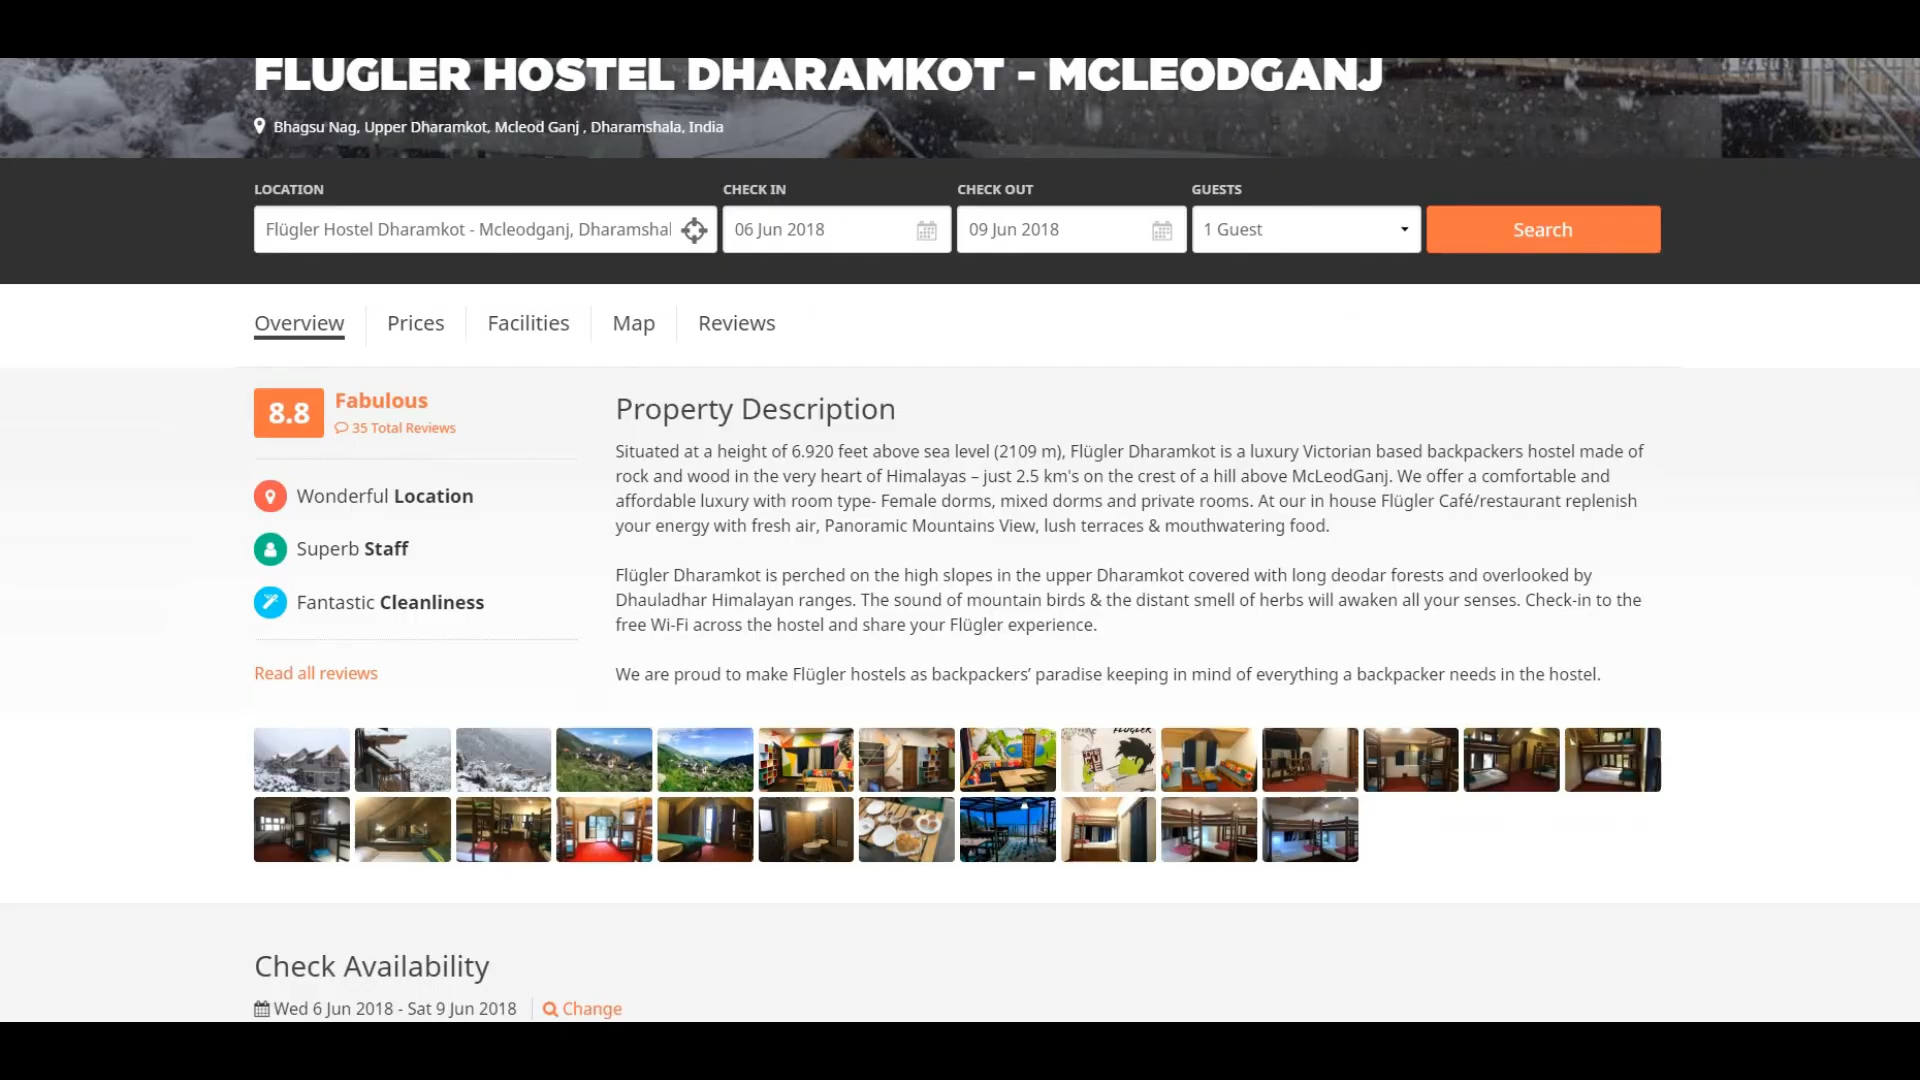 FLÜGLER HOSTEL DHARAMKOT - MCLEODGANJ
Bhagsu Nag, Upper Dharamkot, Mcleod Ganj , Dharamshala, India
LOCATION CHECK IN CHECK OUT GUESTS
Flügler Hostel Dharamkot - Mcleodganj, Dharamshal 06 Jun 2018 09 Jun 2018 1 Guest Search
Overview Prices Facilities Map Reviews
8.8 Fabulous
35 Total Reviews
Wonderful Location
Superb Staff
Fantastic Cleanliness
Read all reviews
Property Description
Situated at a height of 6.920 feet above sea level (2109 m), Flügler Dharamkot is a luxury Victorian based backpackers hostel made of
rock and wood in the very heart of Himalayas – just 2.5 km's on the crest of a hill above McLeodGanj. We offer a comfortable and
affordable luxury with room type- Female dorms, mixed dorms and private rooms. At our in house Flügler Café/restaurant replenish
your energy with fresh air, Panoramic Mountains View, lush terraces & mouthwatering food.
Flügler Dharamkot is perched on the high slopes in the upper Dharamkot covered with long deodar forests and overlooked by
Dhauladhar Himalayan ranges. The sound of mountain birds & the distant smell of herbs will awaken all your senses. Check-in to the
free Wi-Fi across the hostel and share your Flügler experience.
We are proud to make Flügler hostels as backpackers’ paradise keeping in mind of everything a backpacker needs in the hostel.
FLUGLER
Check Availability
Wed 6 Jun 2018 - Sat 9 Jun 2018 Change